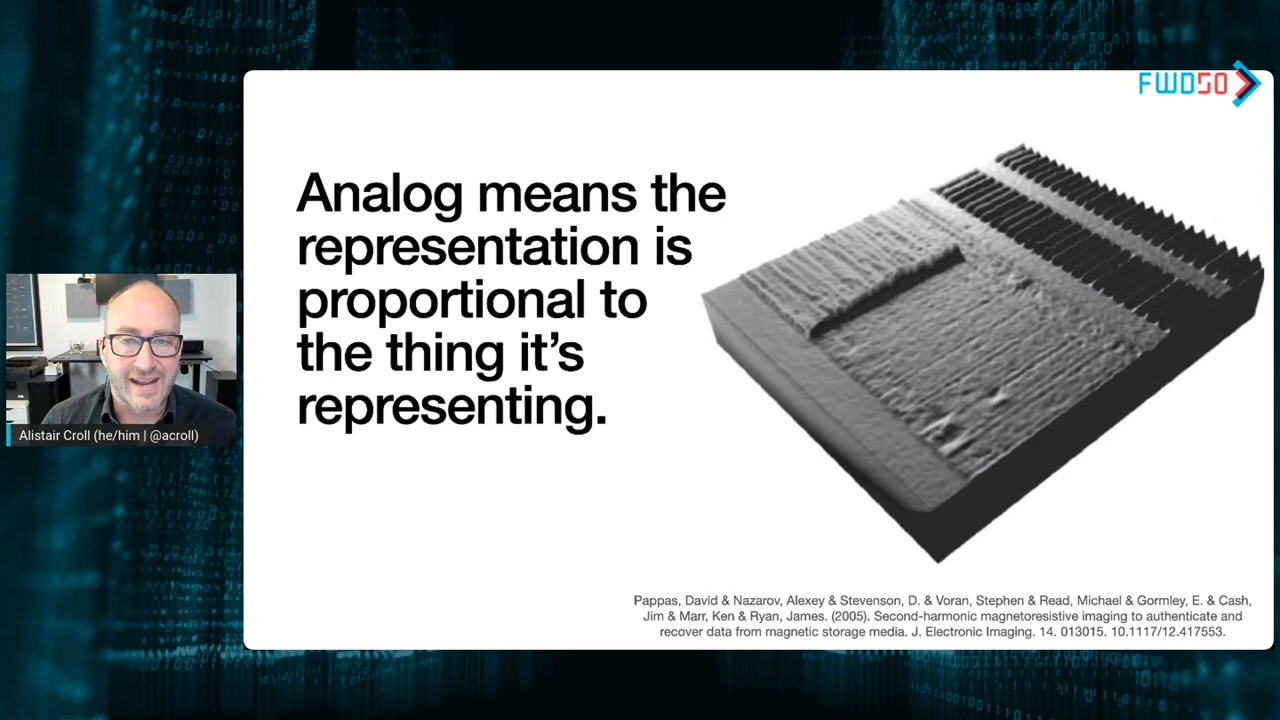 FWD50
Analog means the
representation is
proportional to
the thing it’s
representing.
Alistair Croll (he/him | @acroll)
Pappas, David & Nazarov, Alexey & Stevenson, D. & Voran, Stephen & Read, Michael & Gormley, E. & Cash,
Jim & Marr, Ken & Ryan, James. (2005). Second-harmonic magnetoresistive imaging to authenticate and
recover data from magnetic storage media. J. Electronic Imaging. 14. 013015. 10.1117/12.417553.